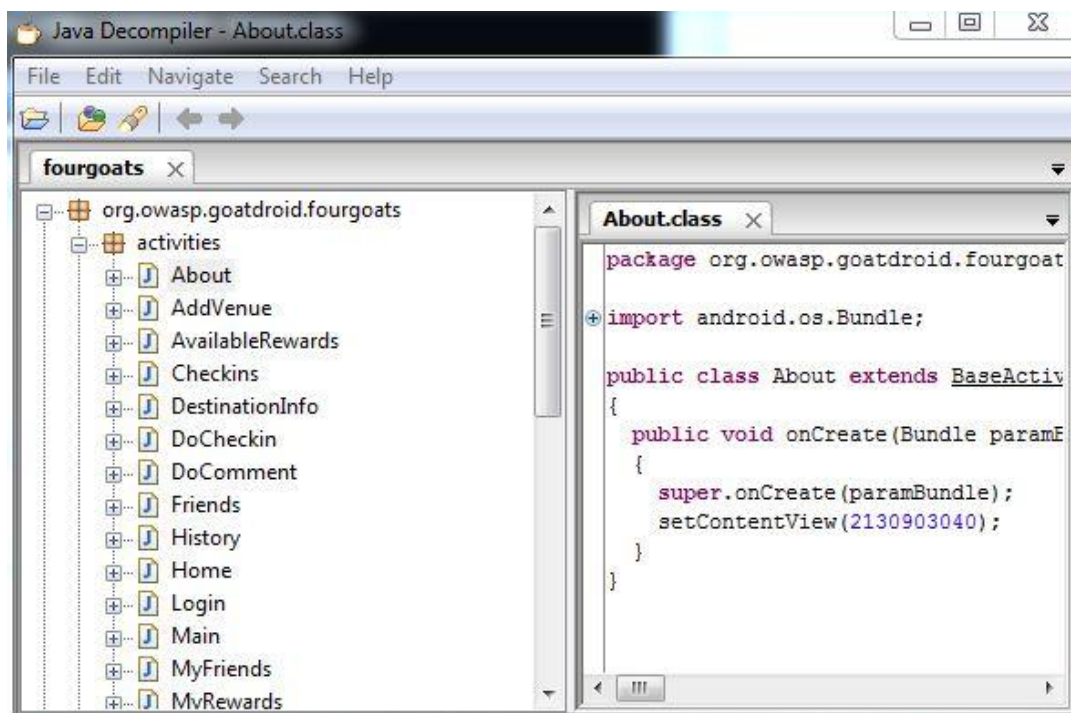 Java Decompiler - About.class
File Edit Navigate Search Help
fourgoats
org.owasp.goatdroid.fourgoats
activities
About
AddVenue
AvailableRewards
Checkins
DestinationInfo
DoCheckin
DoComment
Friends
History
Home
Login
Main
MyFriends
MyRewards
About.class
package org.owasp.goatdroid.fourgoat
import android.os.Bundle;
public class About extends BaseActiv
{
public void onCreate(Bundle param
{
super.onCreate(paramBundle);
setContentView(2130903040);
}
}